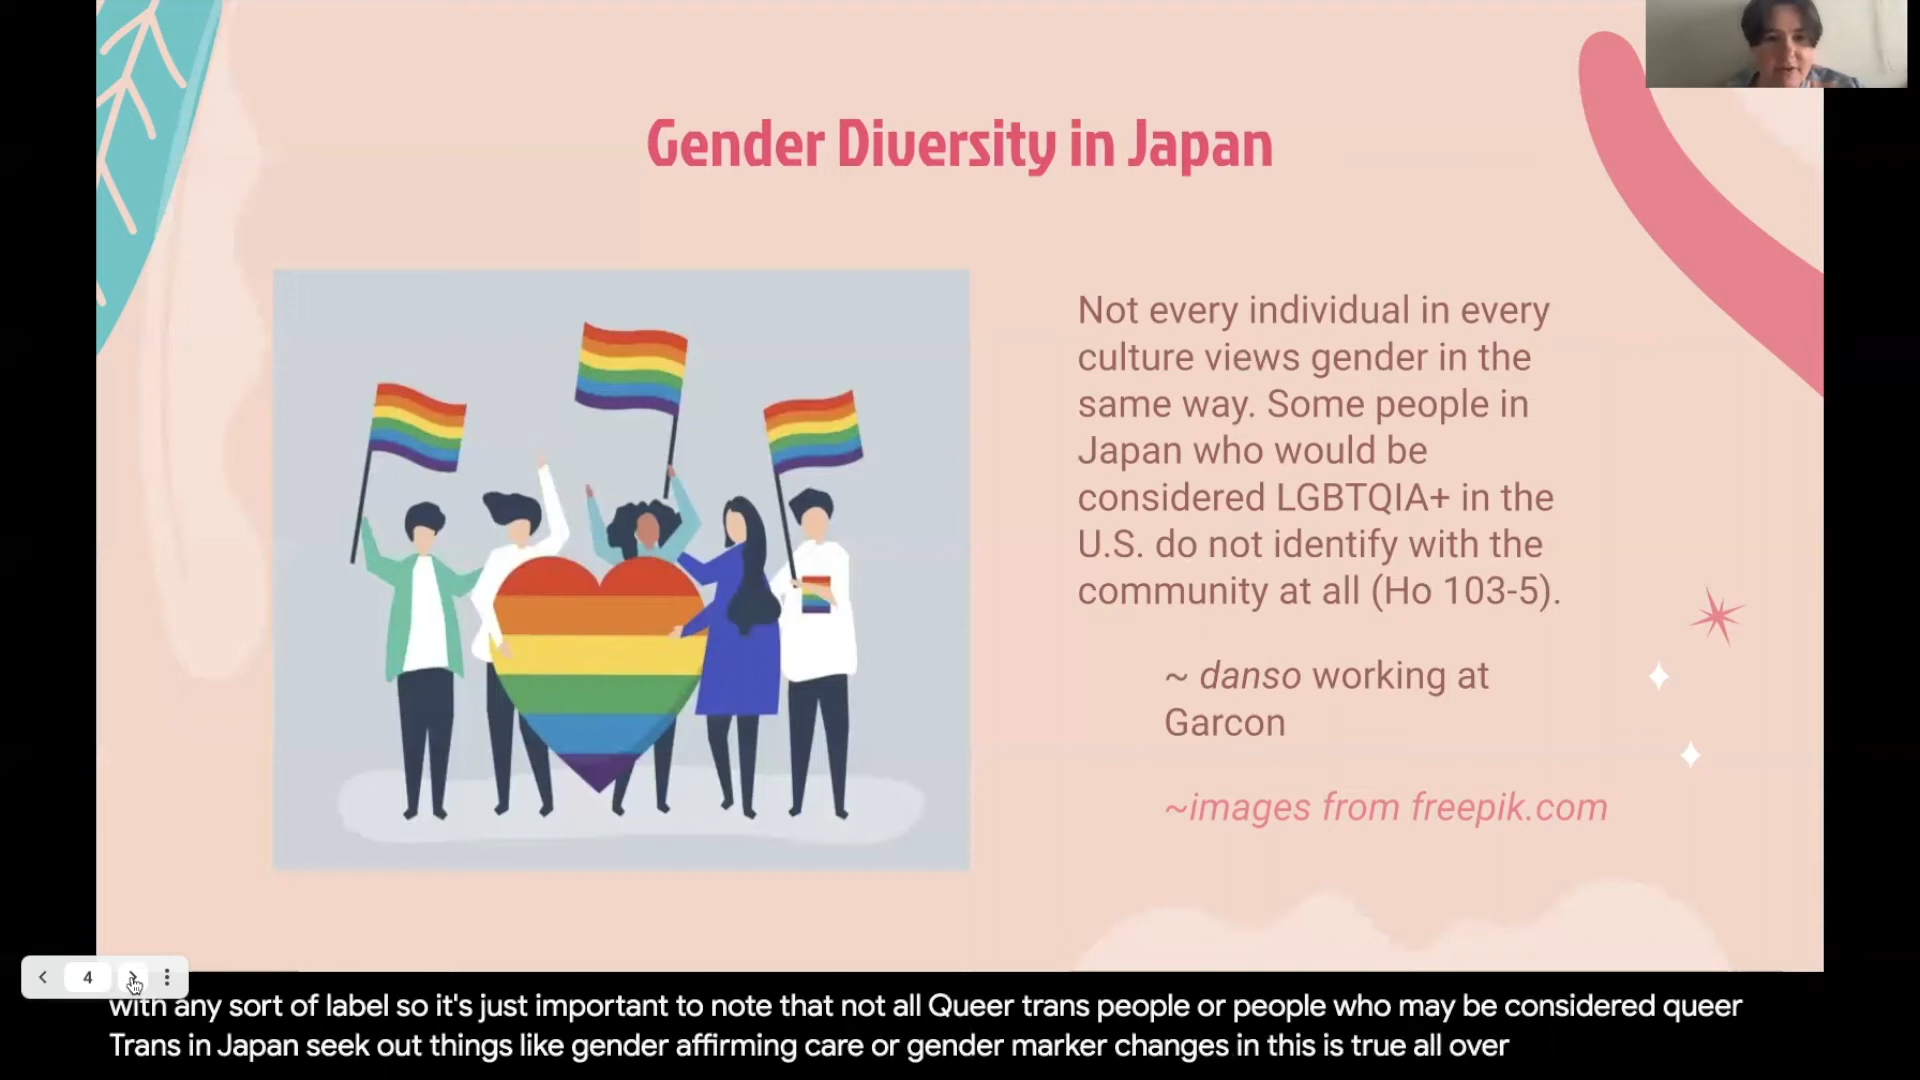 Gender Diversity in Japan
Not every individual in every
culture views gender in the
same way. Some people in
Japan who would be
considered LGBTQIA+ in the
U.S. do not identify with the
community at all (Ho 103-5).
~ danso working at
Garcon
~images from freepik.com
4
with any sort of label so it's just important to note that not all Queer trans people or people who may be considered queer
Trans in Japan seek out things like gender affirming care or gender marker changes in this is true all over